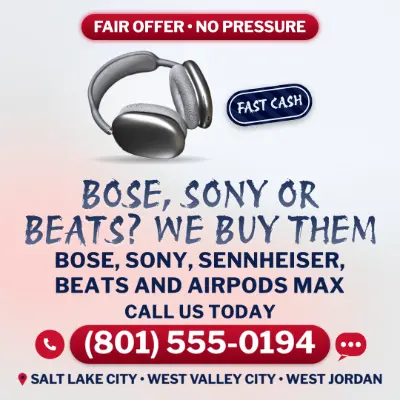 FAIR OFFER • NO PRESSURE
FAST CASH
BOSE, SONY OR
BEATS? WE BUY THEM
BOSE, SONY, SENNHEISER,
BEATS AND AIRPODS MAX
CALL US TODAY
(801) 555-0194
SALT LAKE CITY • WEST VALLEY CITY • WEST JORDAN